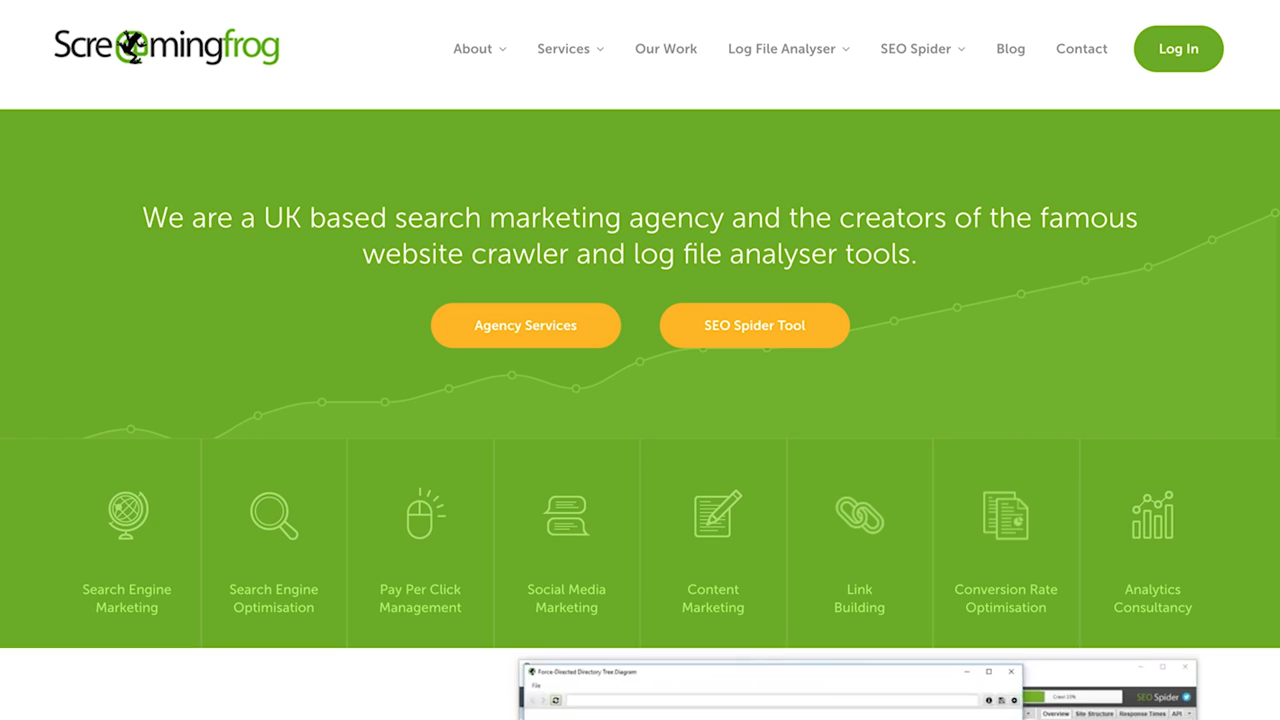 Screamingfrog
About
Services
Our Work
Log File Analyser
SEO Spider
Blog
Contact
Log In
We are a UK based search marketing agency and the creators of the famous
website crawler and log file analyser tools.
Agency Services
SEO Spider Tool
Search Engine
Marketing
Search Engine
Optimisation
Pay Per Click
Management
Social Media
Marketing
Content
Marketing
Link
Building
Conversion Rate
Optimisation
Analytics
Consultancy
Force-Directed Directory Tree Diagram
File
Crawl 33%
SEO Spider
Overview
Site Structure
Response Times
API